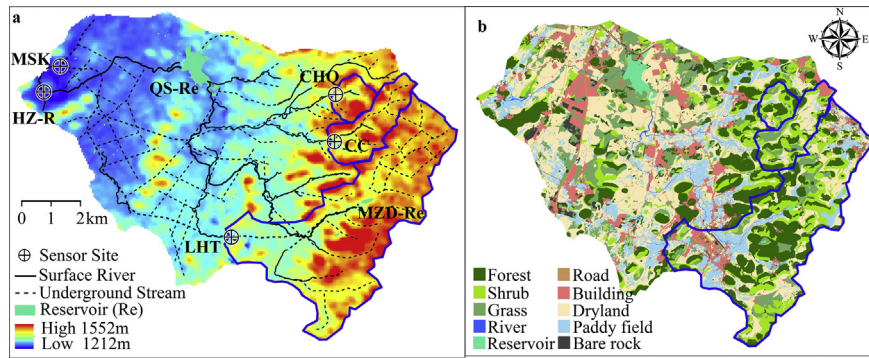 a
MSK
HZ-R
QS-Re
CHQ
CC
MZD-Re
LHT
0 1 2km
Sensor Site
Surface River
Underground Stream
Reservoir (Re)
High 1552m
Low 1212m
b
N
W E
S
Forest
Shrub
Grass
River
Reservoir
Road
Building
Dryland
Paddy field
Bare rock